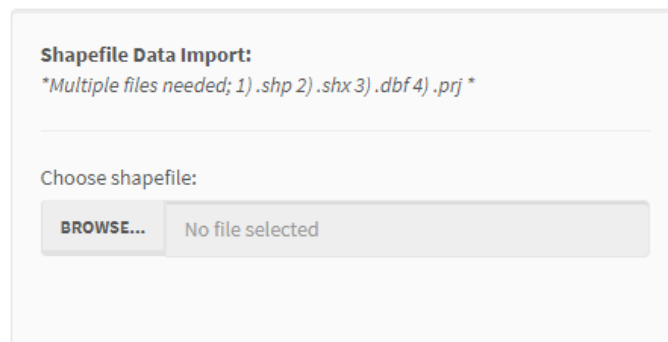 Shapefile Data Import:
*Multiple files needed; 1) .shp 2) .shx 3) .dbf 4) .prj *
Choose shapefile:
BROWSE... No file selected